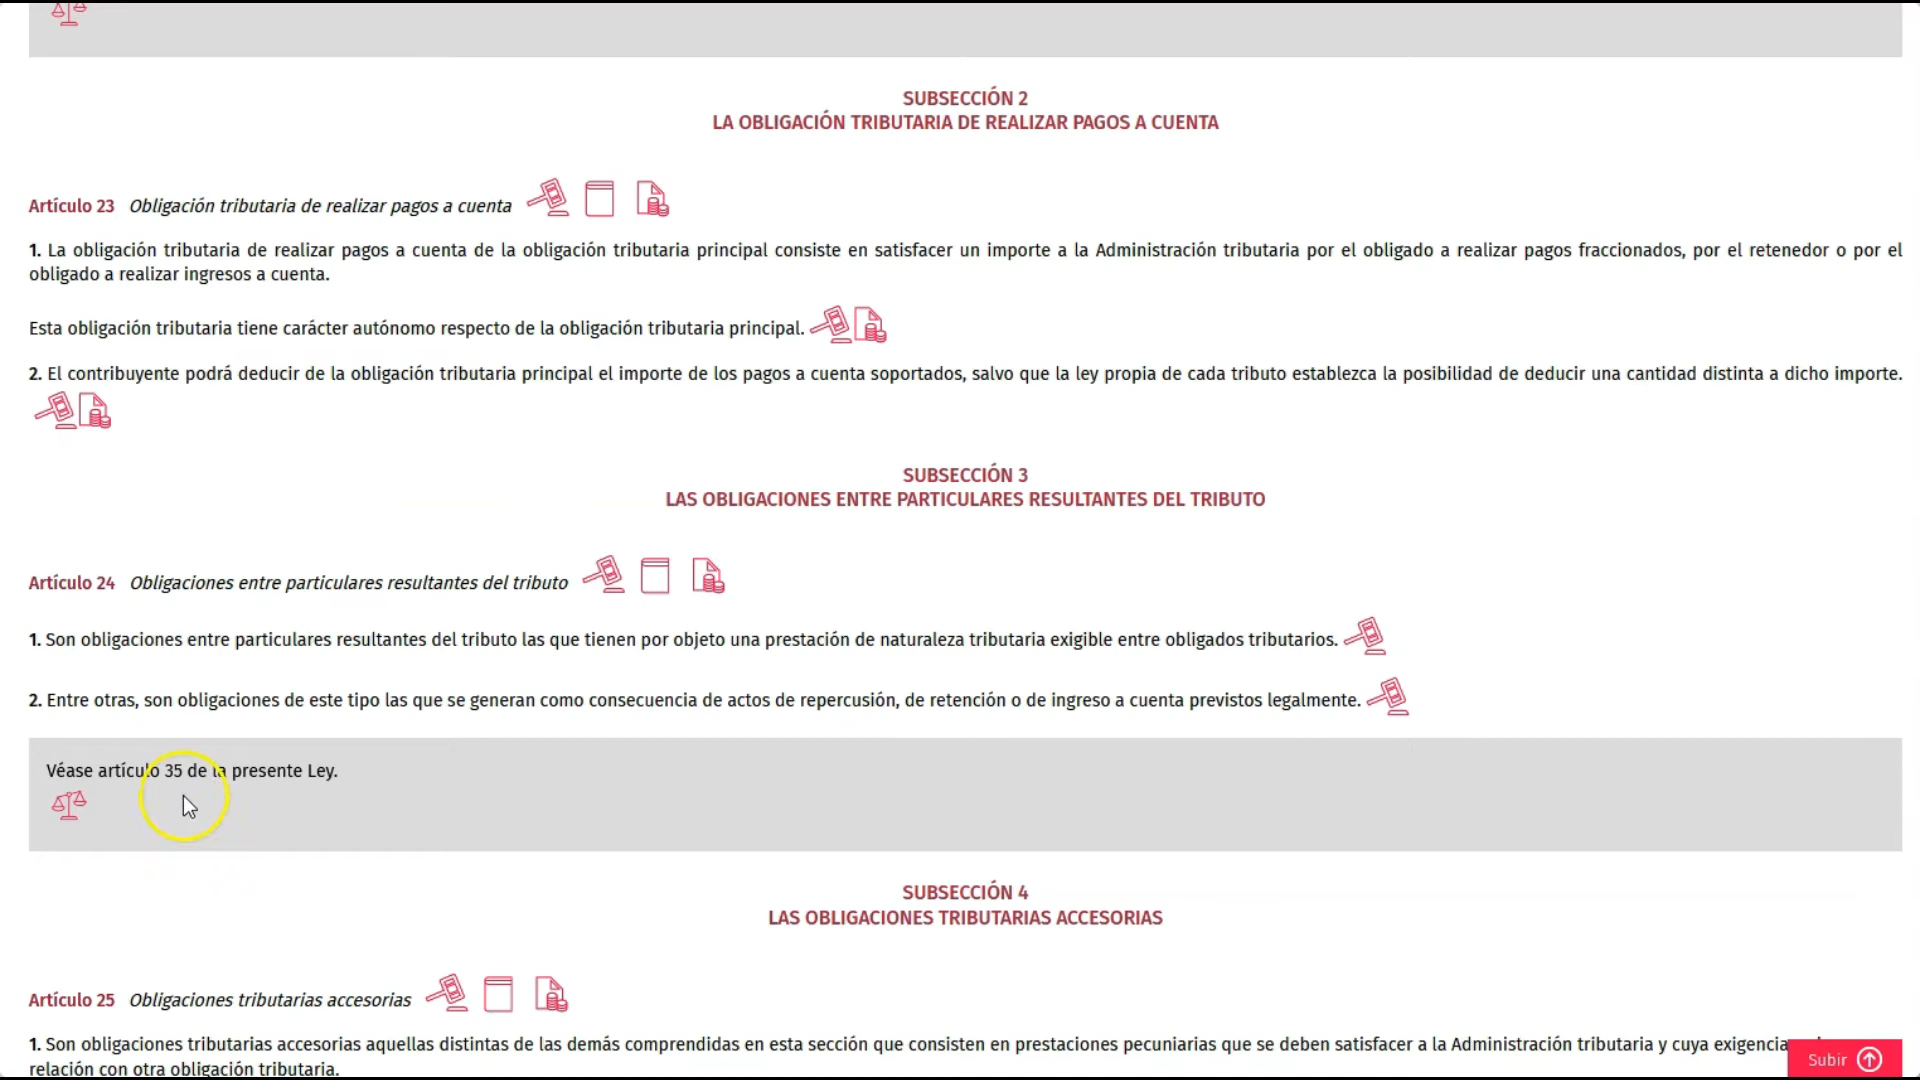 SUBSECCIÓN 2
LA OBLIGACIÓN TRIBUTARIA DE REALIZAR PAGOS A CUENTA
Artículo 23 Obligación tributaria de realizar pagos a cuenta
1. La obligación tributaria de realizar pagos a cuenta de la obligación tributaria principal consiste en satisfacer un importe a la Administración tributaria por el obligado a realizar pagos fraccionados, por el retenedor o por el
obligado a realizar ingresos a cuenta.
Esta obligación tributaria tiene carácter autónomo respecto de la obligación tributaria principal.
2. El contribuyente podrá deducir de la obligación tributaria principal el importe de los pagos a cuenta soportados, salvo que la ley propia de cada tributo establezca la posibilidad de deducir una cantidad distinta a dicho importe.
SUBSECCIÓN 3
LAS OBLIGACIONES ENTRE PARTICULARES RESULTANTES DEL TRIBUTO
Artículo 24 Obligaciones entre particulares resultantes del tributo
1. Son obligaciones entre particulares resultantes del tributo las que tienen por objeto una prestación de naturaleza tributaria exigible entre obligados tributarios.
2. Entre otras, son obligaciones de este tipo las que se generan como consecuencia de actos de repercusión, de retención o de ingreso a cuenta previstos legalmente.
Véase artículo 35 de la presente Ley.
SUBSECCIÓN 4
LAS OBLIGACIONES TRIBUTARIAS ACCESORIAS
Artículo 25 Obligaciones tributarias accesorias
1. Son obligaciones tributarias accesorias aquellas distintas de las demás comprendidas en esta sección que consisten en prestaciones pecuniarias que se deben satisfacer a la Administración tributaria y cuya exigencia
relación con otra obligación tributaria.
Subir